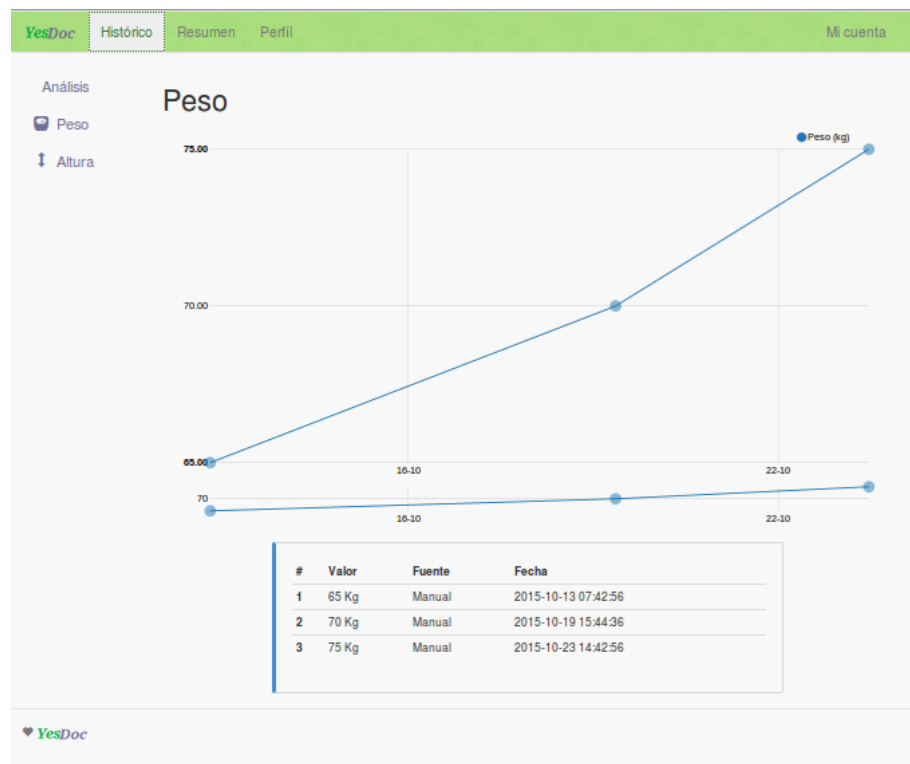 YesDoc Histórico Resumen Perfil Mi cuenta
Análisis
Peso
Altura
Peso
Peso (kg)
75.00
70.00
65.00
16-10 22-10
70
16-10 22-10
# Valor Fuente Fecha
1 65 Kg Manual 2015-10-13 07:42:56
2 70 Kg Manual 2015-10-19 15:44:36
3 75 Kg Manual 2015-10-23 14:42:56
YesDoc